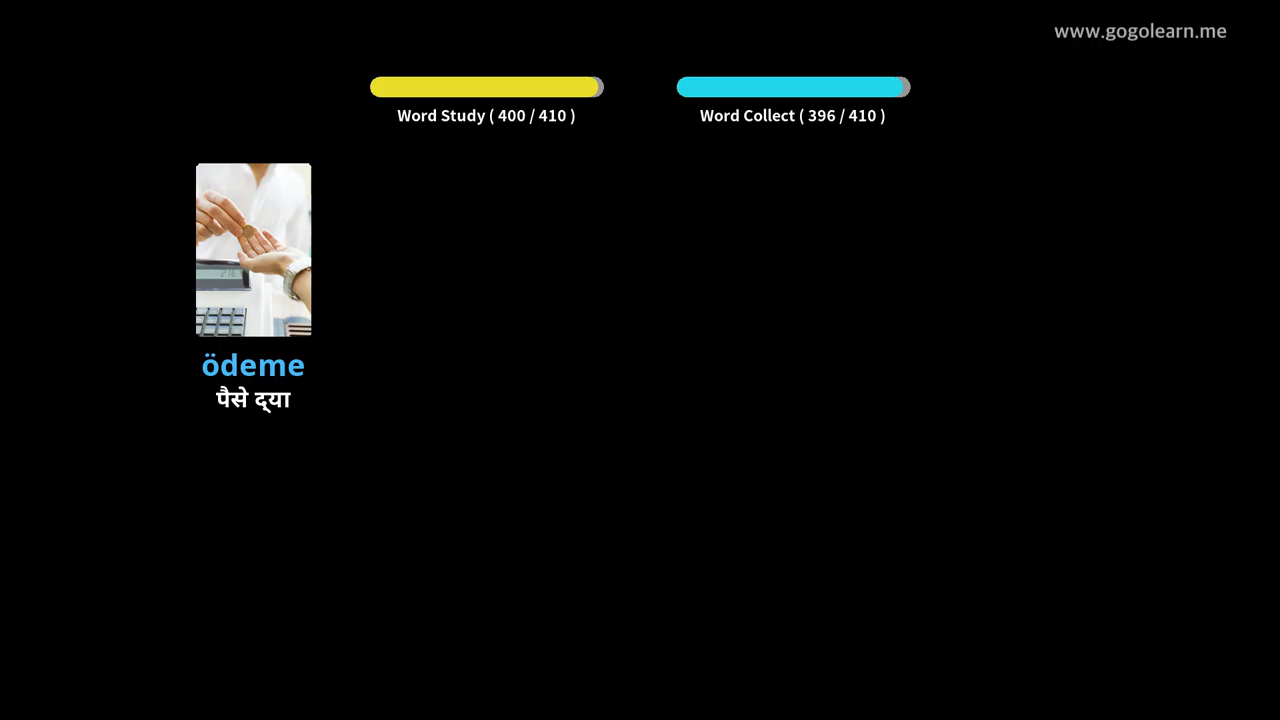 www.gogolearn.me
Word Study ( 400 / 410 )
Word Collect ( 396 / 410 )
ödeme
पैसे द्या